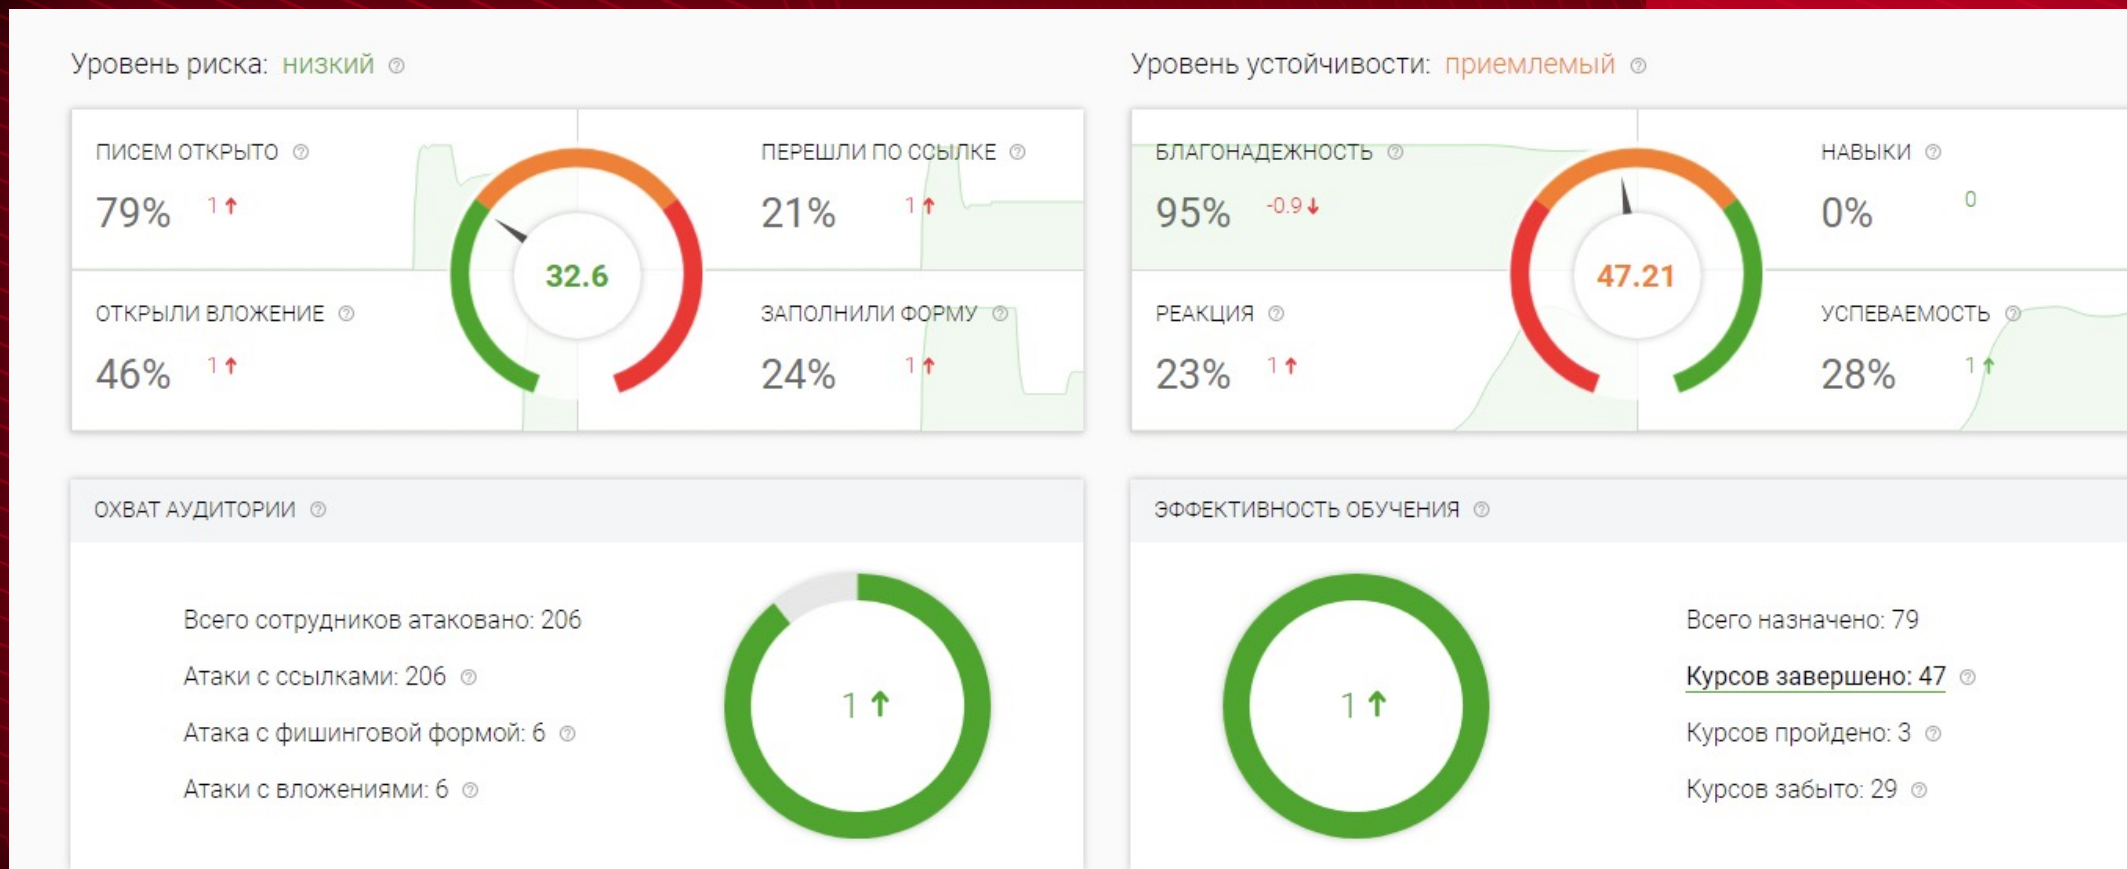 Уровень риска: низкий
ПИСЕМ ОТКРЫТО
79% 1
ПЕРЕШЛИ ПО ССЫЛКЕ
21% 1
32.6
ОТКРЫЛИ ВЛОЖЕНИЕ
46% 1
ЗАПОЛНИЛИ ФОРМУ
24% 1
Уровень устойчивости: приемлемый
БЛАГОНАДЕЖНОСТЬ
95% -0.9
НАВЫКИ
0% 0
47.21
РЕАКЦИЯ
23% 1
УСПЕВАЕМОСТЬ
28% 1
ОХВАТ АУДИТОРИИ
Всего сотрудников атаковано: 206
Атаки с ссылками: 206
Атака с фишинговой формой: 6
Атаки с вложениями: 6
1
ЭФФЕКТИВНОСТЬ ОБУЧЕНИЯ
1
Всего назначено: 79
Курсов завершено: 47
Курсов пройдено: 3
Курсов забыто: 29